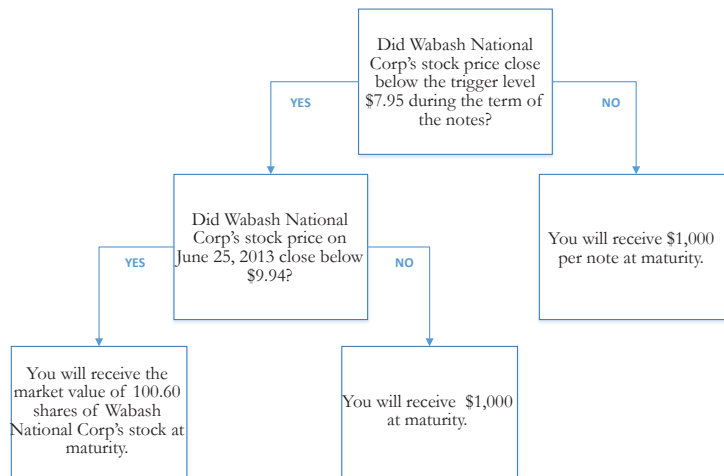 Did Wabash National
Corp's stock price close
below the trigger level
$7.95 during the term of
the notes?
YES
NO
Did Wabash National
Corp's stock price on
June 25, 2013 close below
$9.94?
You will receive $1,000
per note at maturity.
YES
NO
You will receive the
market value of 100.60
shares of Wabash
National Corp's stock at
maturity.
You will receive $1,000
at maturity.